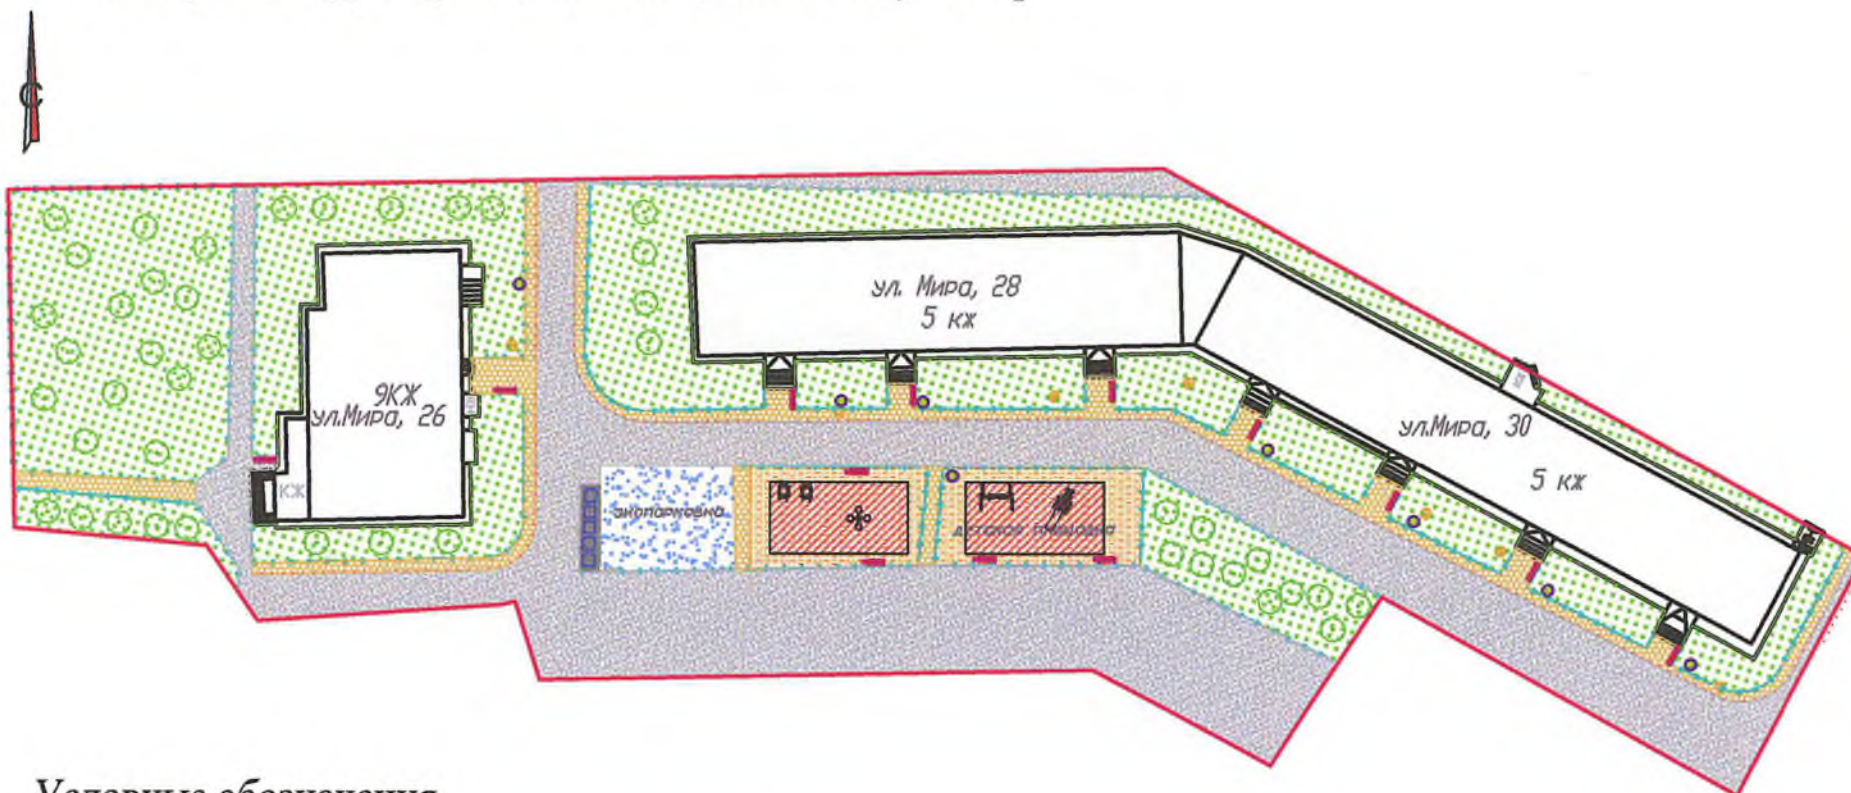 С
ул. Мира, 28
5 кж
9КЖ
ул.Мира, 26
ул.Мира, 30
5 кж
КЖ
экопарковка
детская площадка
Условные обозначения